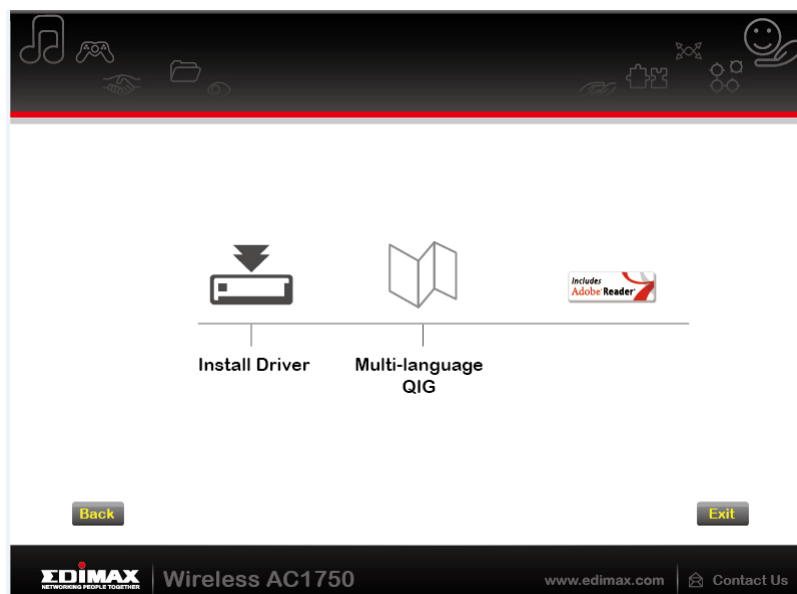 Includes
Adobe Reader
Install Driver
Multi-language
QIG
Back
Exit
EDIMAX
NETWORKING PEOPLE TOGETHER
Wireless AC1750
www.edimax.com
Contact Us